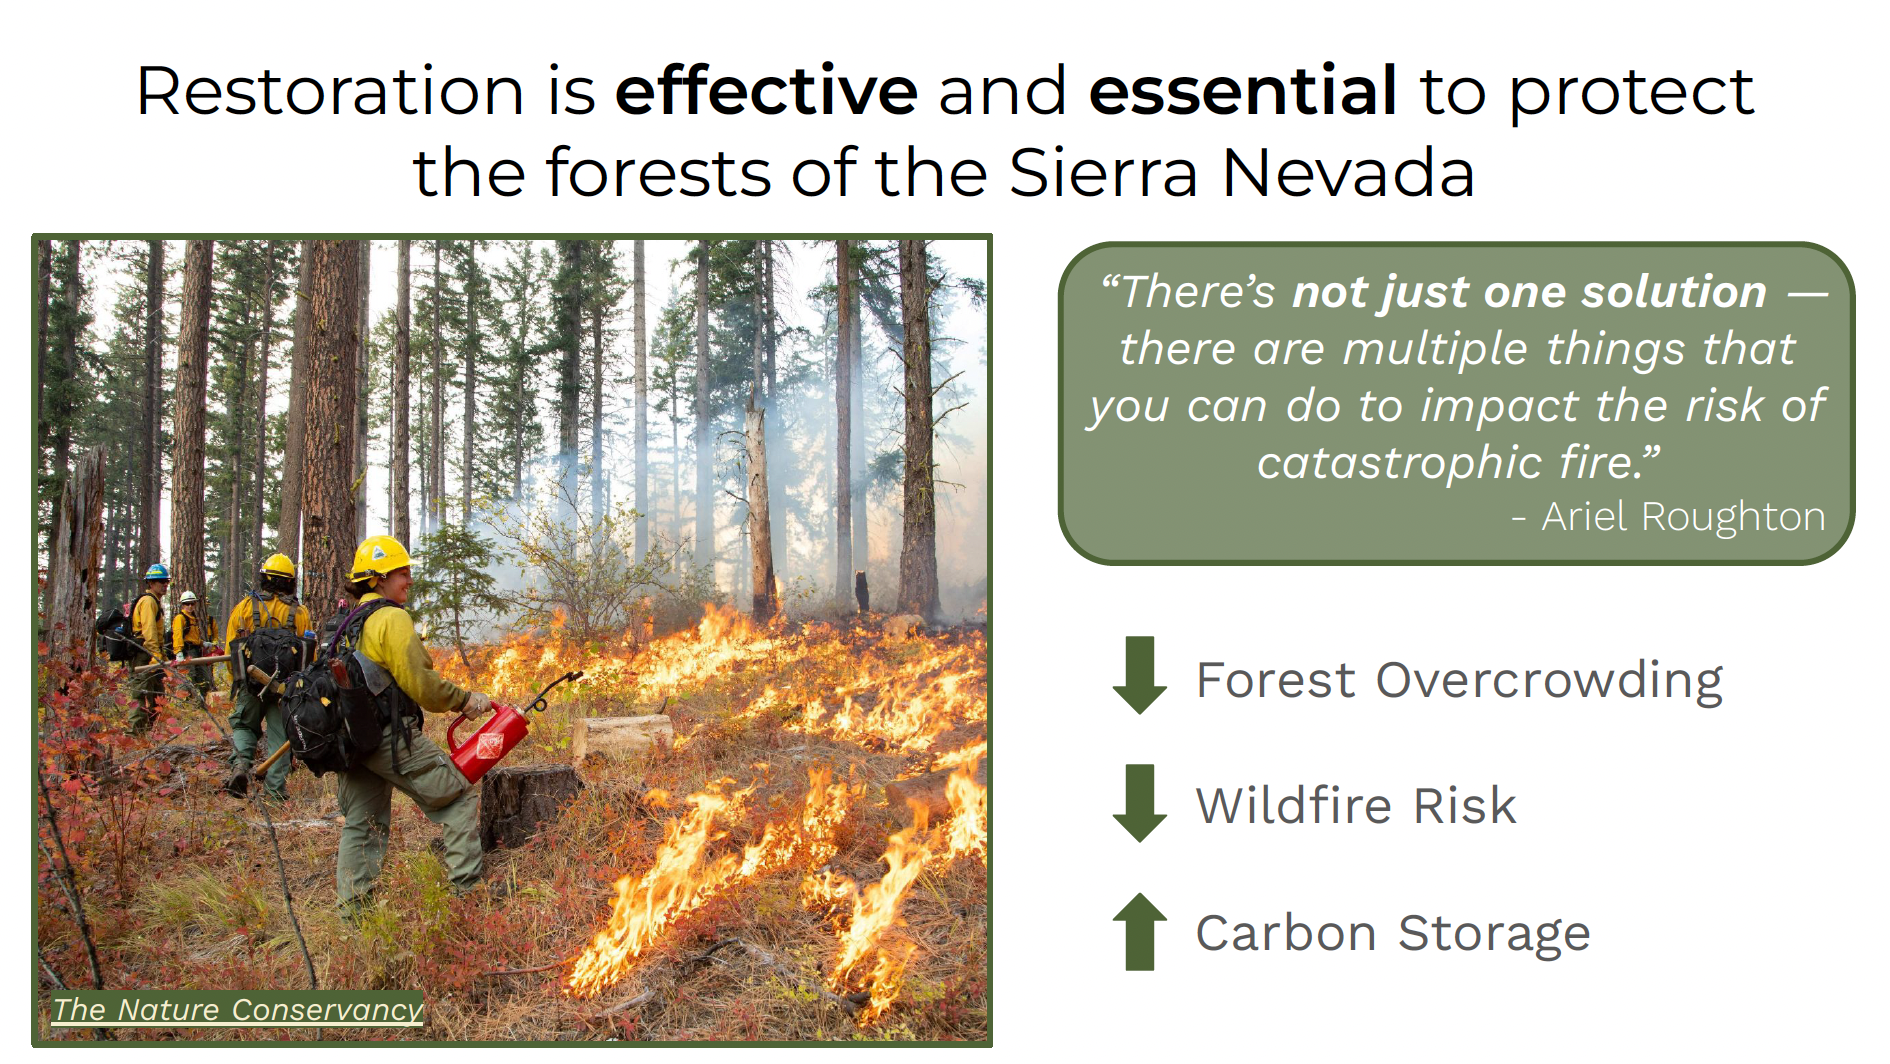 Restoration is effective and essential to protect
the forests of the Sierra Nevada
“There’s not just one solution —
there are multiple things that
you can do to impact the risk of
catastrophic fire.”
- Ariel Roughton
Forest Overcrowding
Wildfire Risk
Carbon Storage
The Nature Conservancy